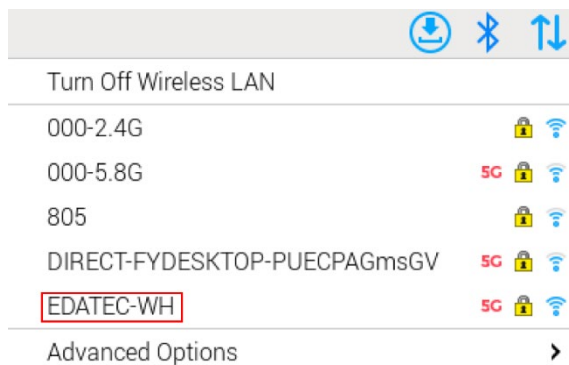 Turn Off Wireless LAN
000-2.4G
000-5.8G 5G
805
DIRECT-FYDESKTOP-PUECPAGmsGV 5G
EDATEC-WH 5G
Advanced Options